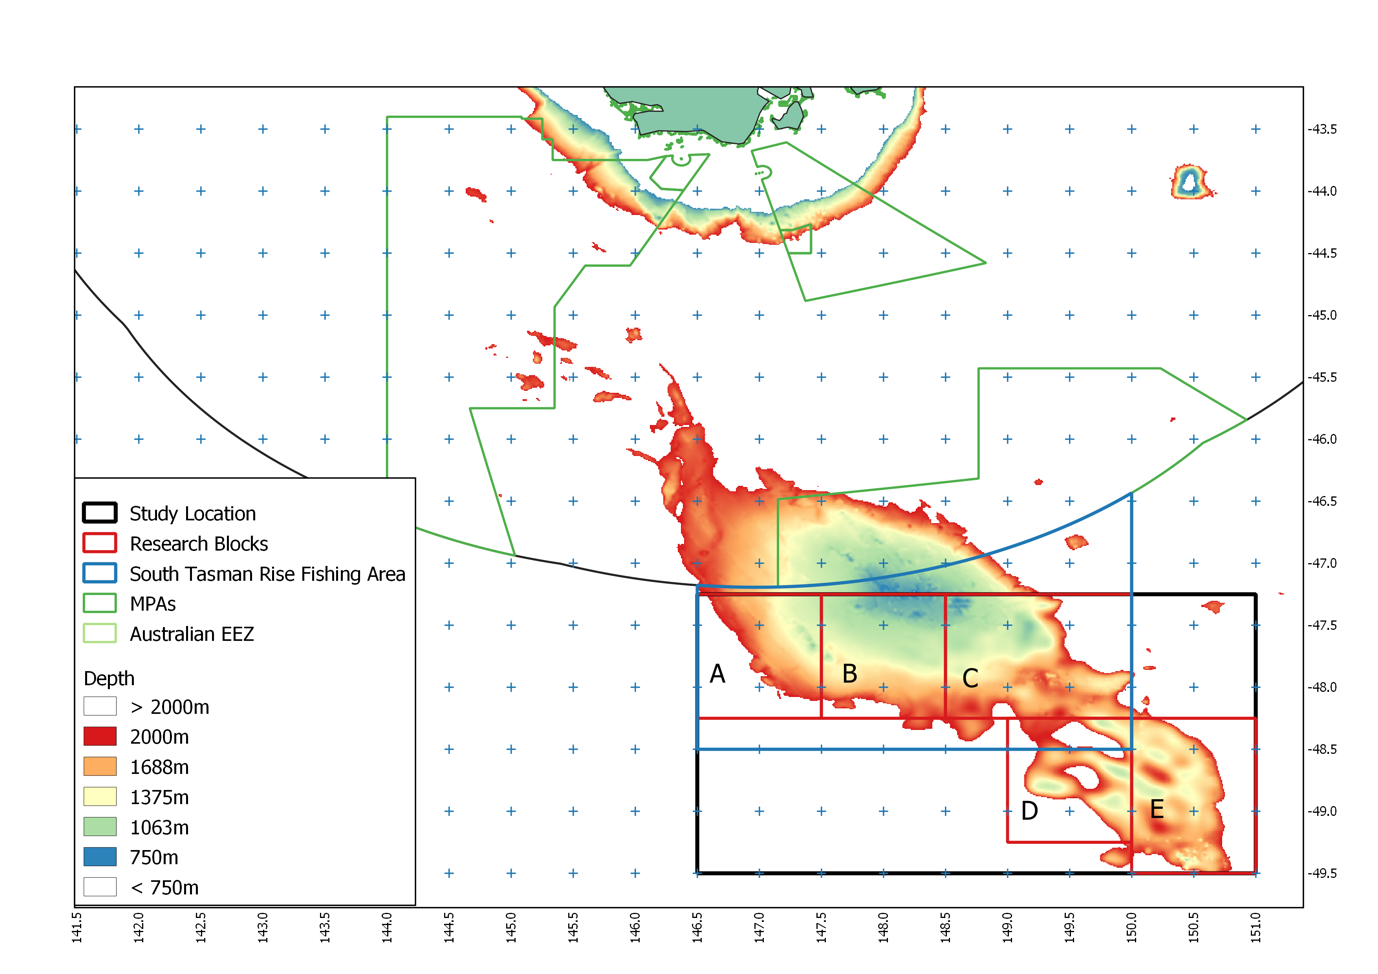 -43.5
-44.0
-44.5
-45.0
-45.5
-46.0
-46.5
-47.0
-47.5
-48.0
-48.5
-49.0
-49.5
Study Location
Research Blocks
South Tasman Rise Fishing Area
MPAs
Australian EEZ
Depth
> 2000m
2000m
1688m
1375m
1063m
750m
< 750m
A
B
C
D
E
141.5
142.0
142.5
143.0
143.5
144.0
144.5
145.0
145.5
146.0
146.5
147.0
147.5
148.0
148.5
149.0
149.5
150.0
150.5
151.0